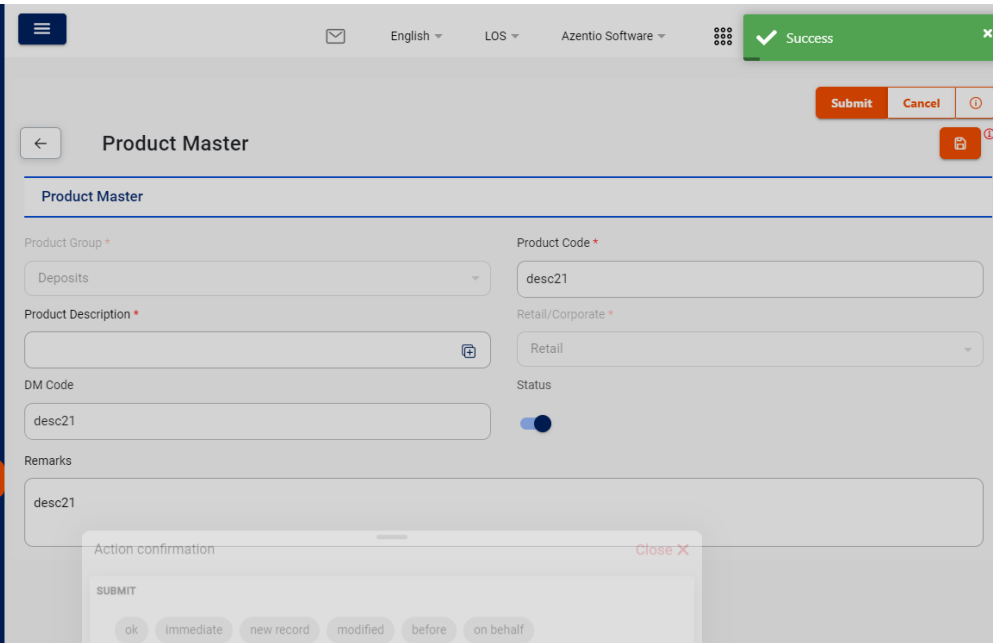 English LOS Azentio Software
Success ×
Submit Cancel
Product Master
Product Master
Product Group * Product Code *
Deposits desc21
Product Description * Retail/Corporate *
Retail
DM Code Status
desc21
Remarks
desc21
Action confirmation Close X
SUBMIT
ok immediate new record modified before on behalf